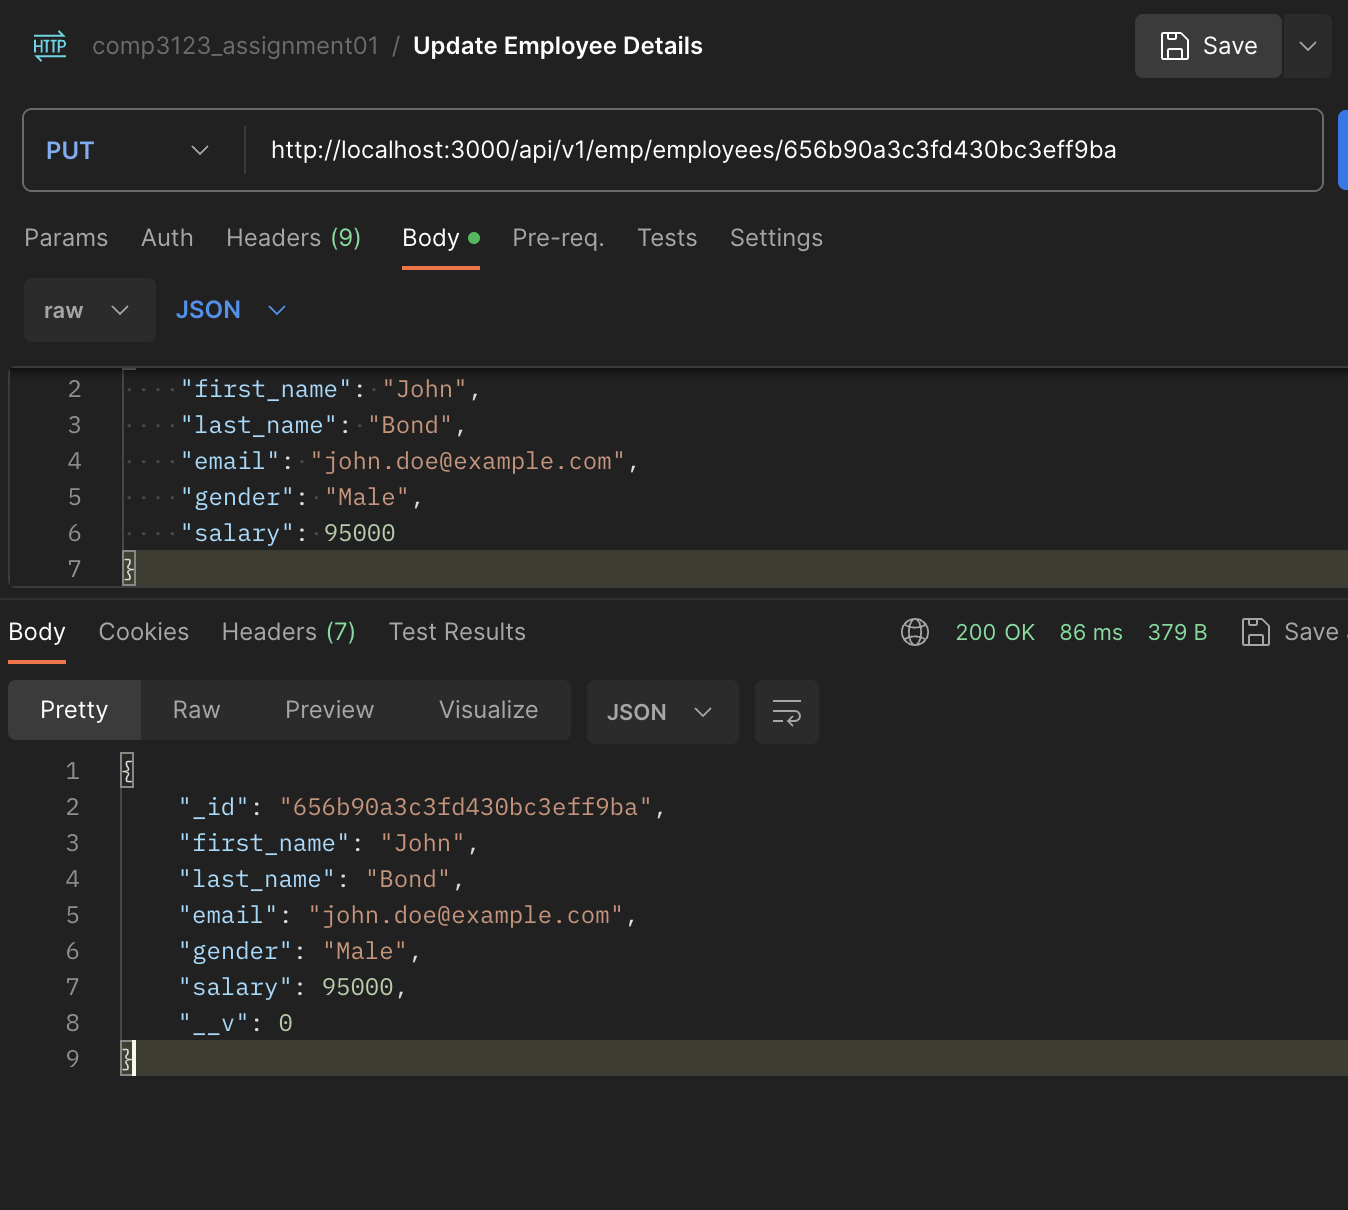 HTTP comp3123_assignment01 / Update Employee Details Save
PUT http://localhost:3000/api/v1/emp/employees/656b90a3c3fd430bc3eff9ba
Params Auth Headers (9) Body Pre-req. Tests Settings
raw JSON
2 "first_name": "John",
3 "last_name": "Bond",
4 "email": "john.doe@example.com",
5 "gender": "Male",
6 "salary": 95000
7 }
Body Cookies Headers (7) Test Results 200 OK 86 ms 379 B Save
Pretty Raw Preview Visualize JSON
1 {
2 "_id": "656b90a3c3fd430bc3eff9ba",
3 "first_name": "John",
4 "last_name": "Bond",
5 "email": "john.doe@example.com",
6 "gender": "Male",
7 "salary": 95000,
8 "__v": 0
9 }